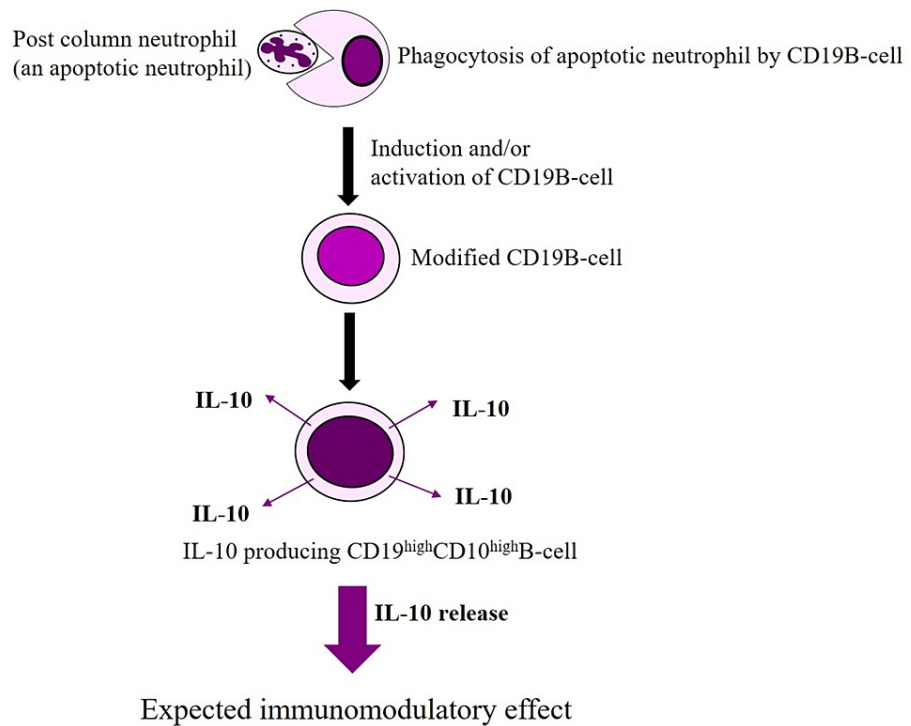 Post column neutrophil
(an apoptotic neutrophil)
Phagocytosis of apoptotic neutrophil by CD19B-cell
Induction and/or
activation of CD19B-cell
Modified CD19B-cell
IL-10
IL-10
IL-10
IL-10
IL-10 producing CD19highCD10highB-cell
IL-10 release
Expected immunomodulatory effect